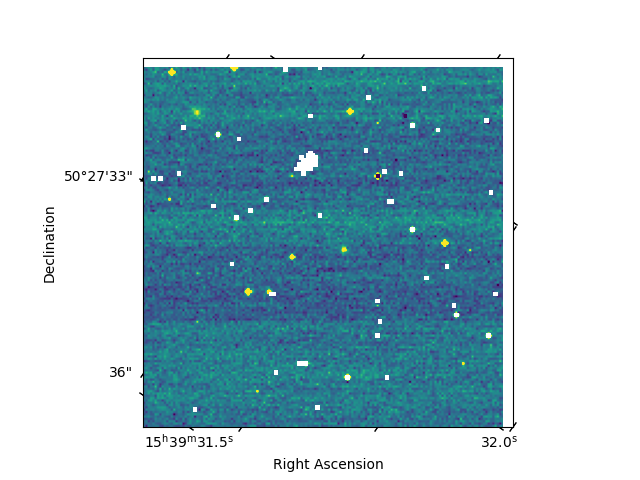 50°27'33"
Declination
36"
15ʰ39ᵐ31.5ˢ
32.0ˢ
Right Ascension